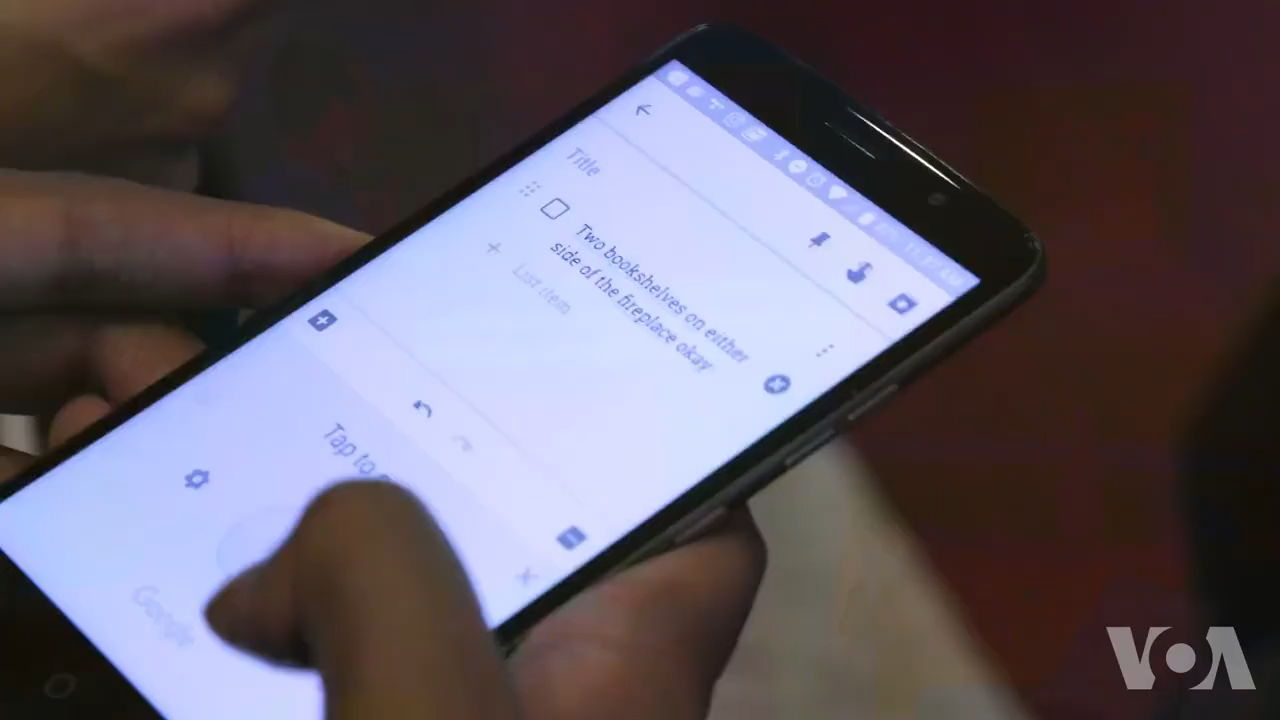 Title
Two bookshelves on either
side of the fireplace okay
List item
Tap to
Google
VOA